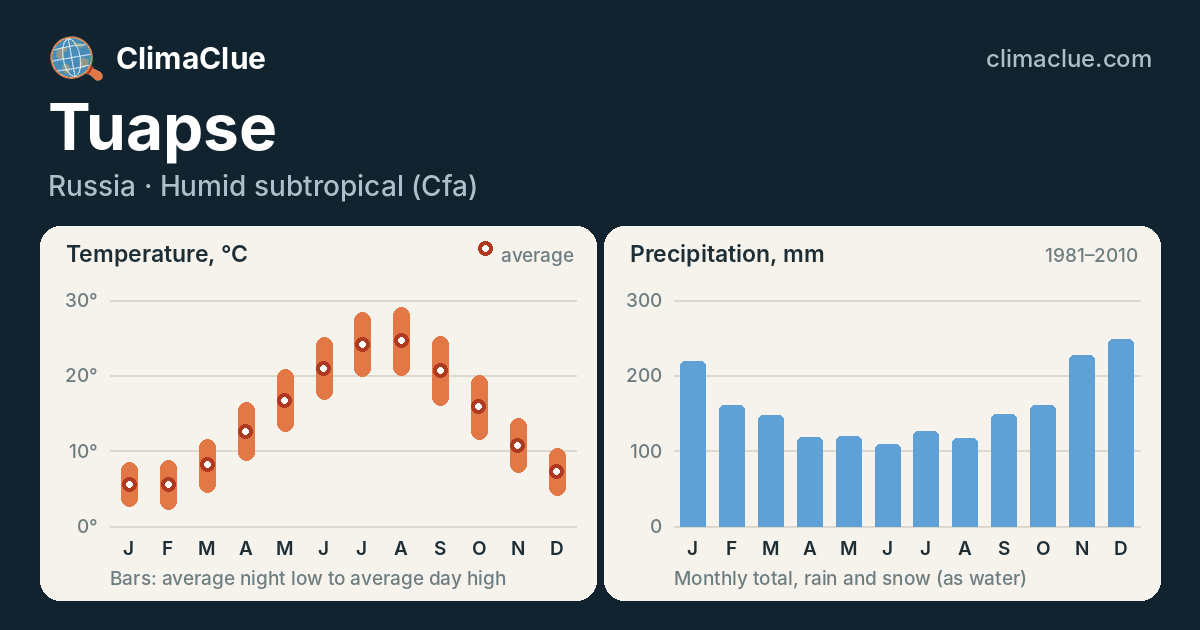 ClimaClue
climaclue.com
Tuapse
Russia · Humid subtropical (Cfa)
Temperature, °C
average
30°
20°
10°
0°
J F M A M J J A S O N D
Bars: average night low to average day high
Precipitation, mm
1981–2010
300
200
100
0
J F M A M J J A S O N D
Monthly total, rain and snow (as water)